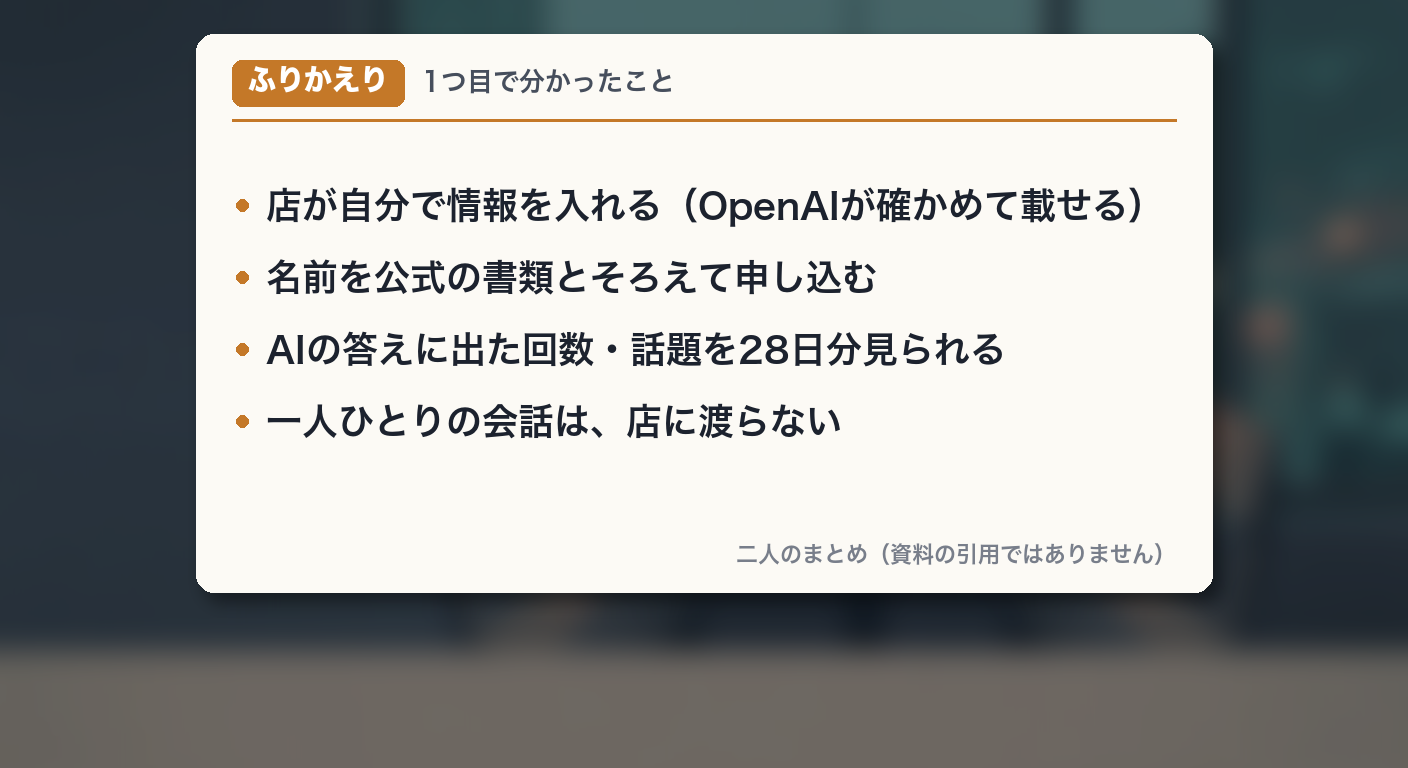 ふりかえり 1つ目で分かったこと
• 店が自分で情報を入れる（OpenAIが確かめて載せる）
• 名前を公式の書類とそろえて申し込む
• AIの答えに出た回数・話題を28日分見られる
• 一人ひとりの会話は、店に渡らない
二人のまとめ（資料の引用ではありません）